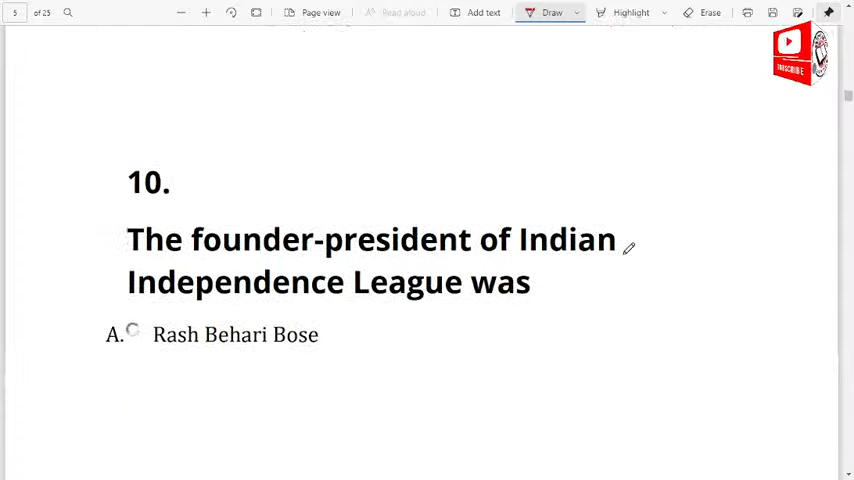 5 of 25 Page view Read aloud Add text Draw Highlight Erase
SUBSCRIBE
10.
The founder-president of Indian
Independence League was
A. Rash Behari Bose